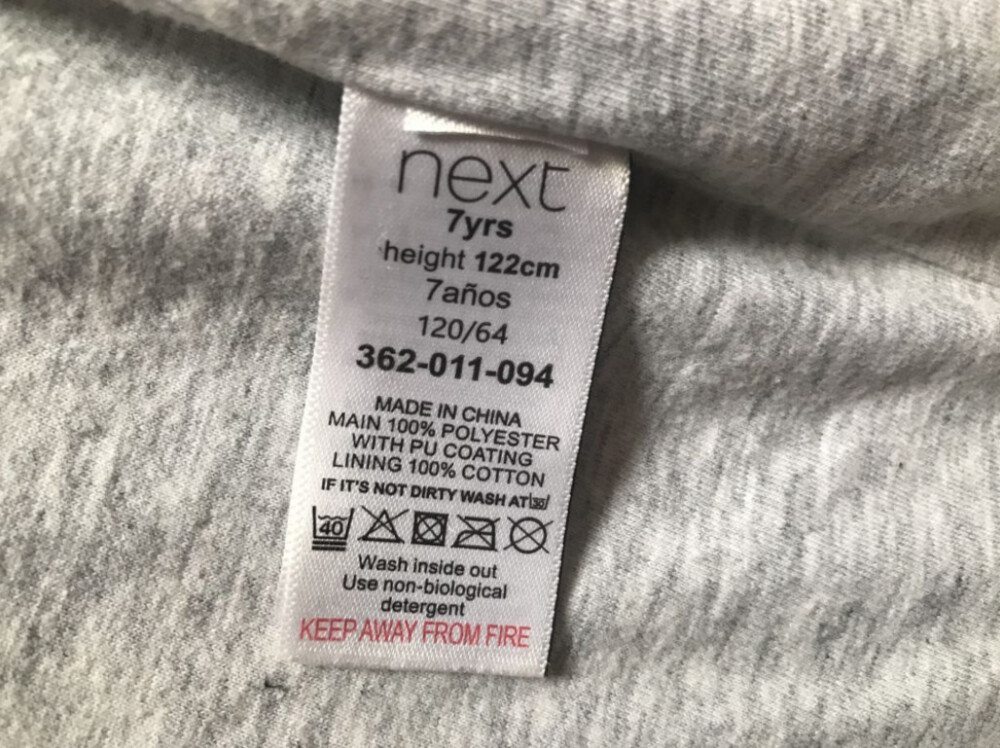 next
7yrs
height 122cm
7años
120/64
362-011-094
MADE IN CHINA
MAIN 100% POLYESTER
WITH PU COATING
LINING 100% COTTON
IF IT'S NOT DIRTY WASH AT 30
40
Wash inside out
Use non-biological
detergent
KEEP AWAY FROM FIRE